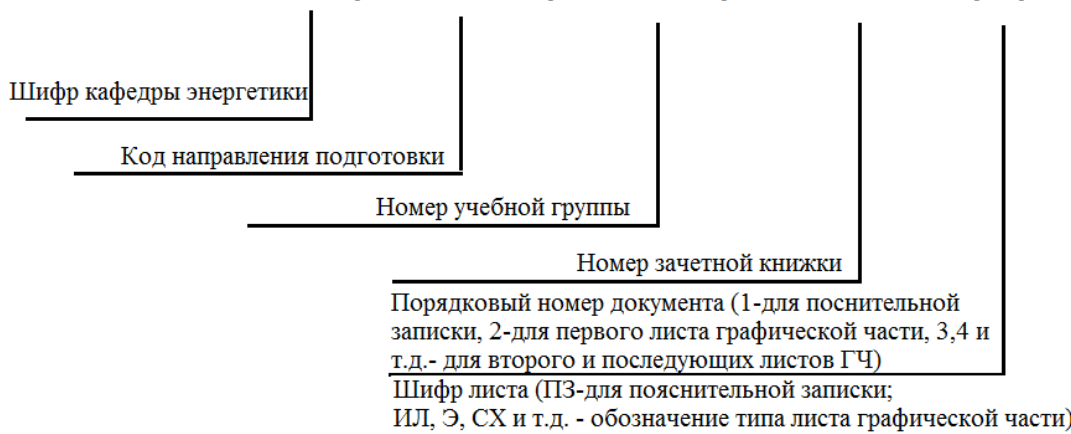 Шифр кафедры энергетики
Код направления подготовки
Номер учебной группы
Номер зачетной книжки
Порядковый номер документа (1-для поснительной
записки, 2-для первого листа графической части, 3,4 и
т.д.- для второго и последующих листов ГЧ)
Шифр листа (ПЗ-для пояснительной записки;
ИЛ, Э, СХ и т.д. - обозначение типа листа графической части)